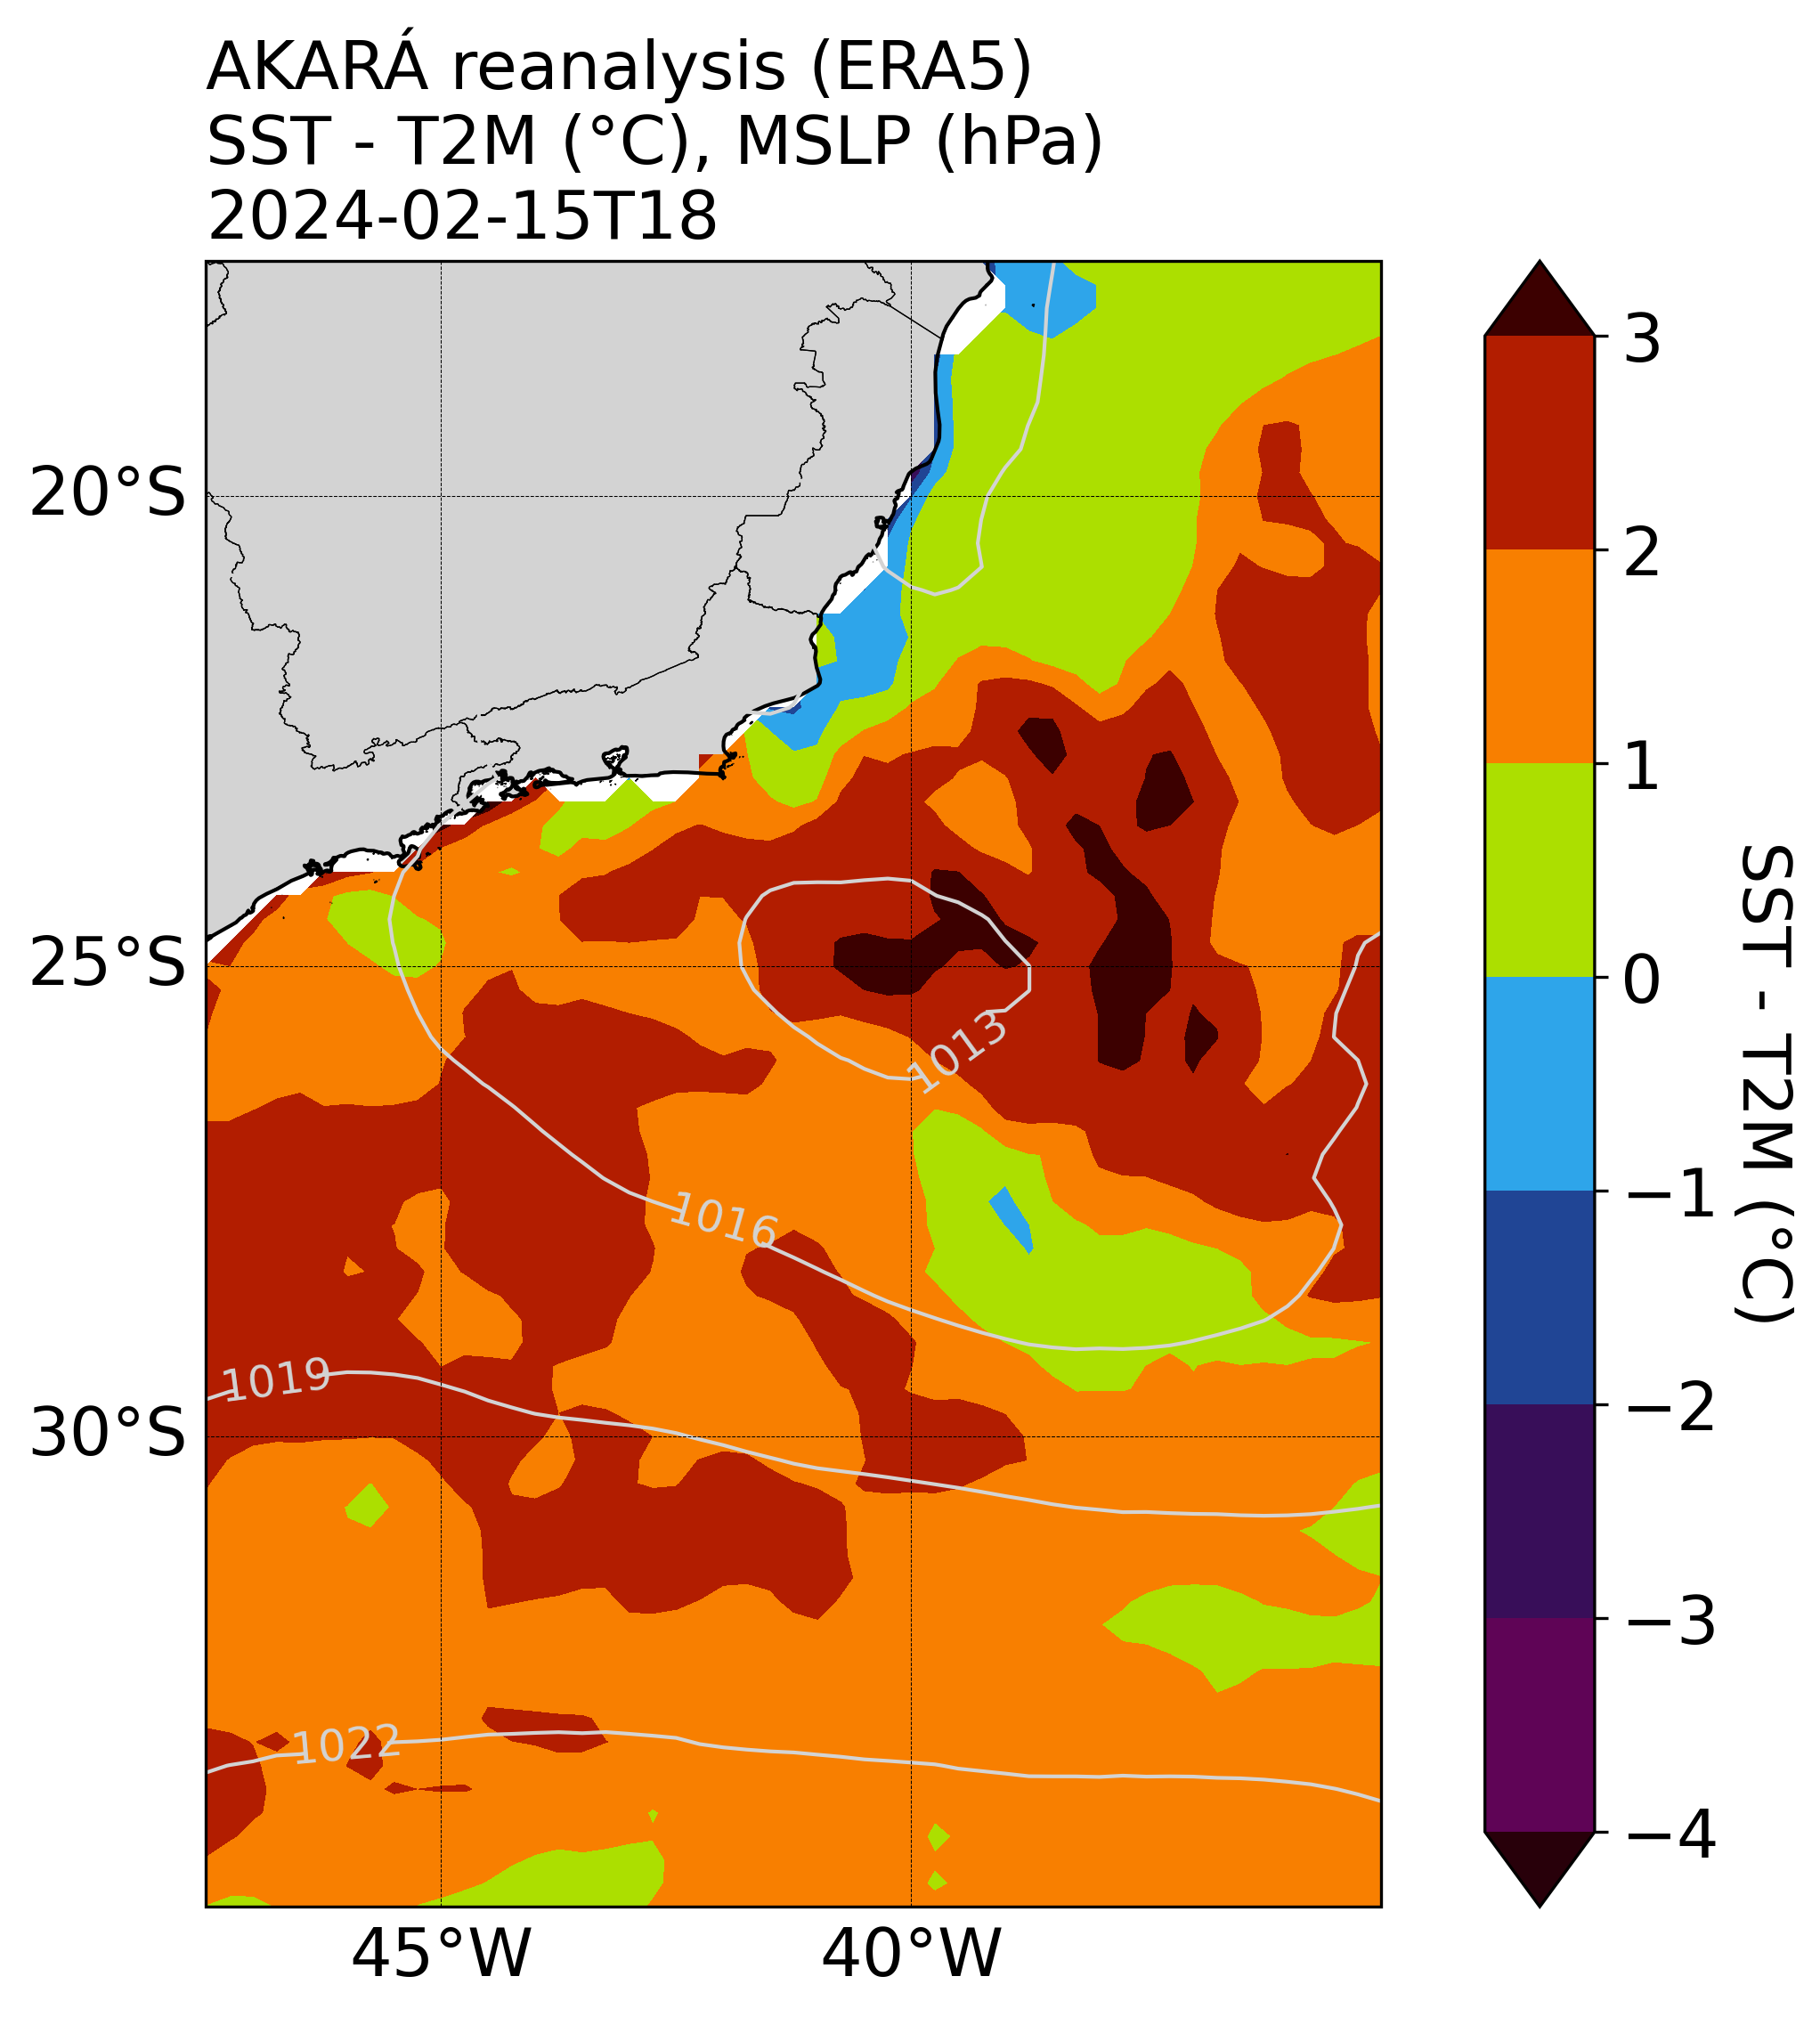 AKARÁ reanalysis (ERA5)
SST - T2M (°C), MSLP (hPa)
2024-02-15T18
20°S
25°S
30°S
45°W
40°W
1013
1016
1019
1022
3
2
1
0
−1
−2
−3
−4
SST - T2M (°C)